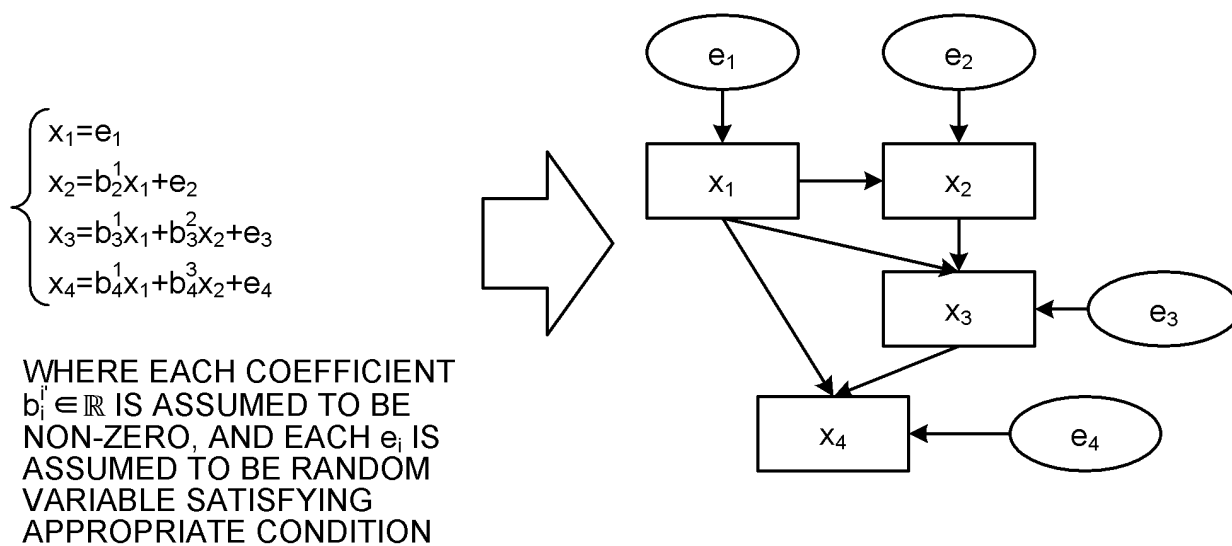 x₁=e₁
x₂=b₂¹x₁+e₂
x₃=b₃¹x₁+b₃²x₂+e₃
x₄=b₄¹x₁+b₄³x₂+e₄
WHERE EACH COEFFICIENT
bᵢⁱ' ∈ ℝ IS ASSUMED TO BE
NON-ZERO, AND EACH eᵢ IS
ASSUMED TO BE RANDOM
VARIABLE SATISFYING
APPROPRIATE CONDITION
e₁
e₂
x₁
x₂
x₃
e₃
x₄
e₄